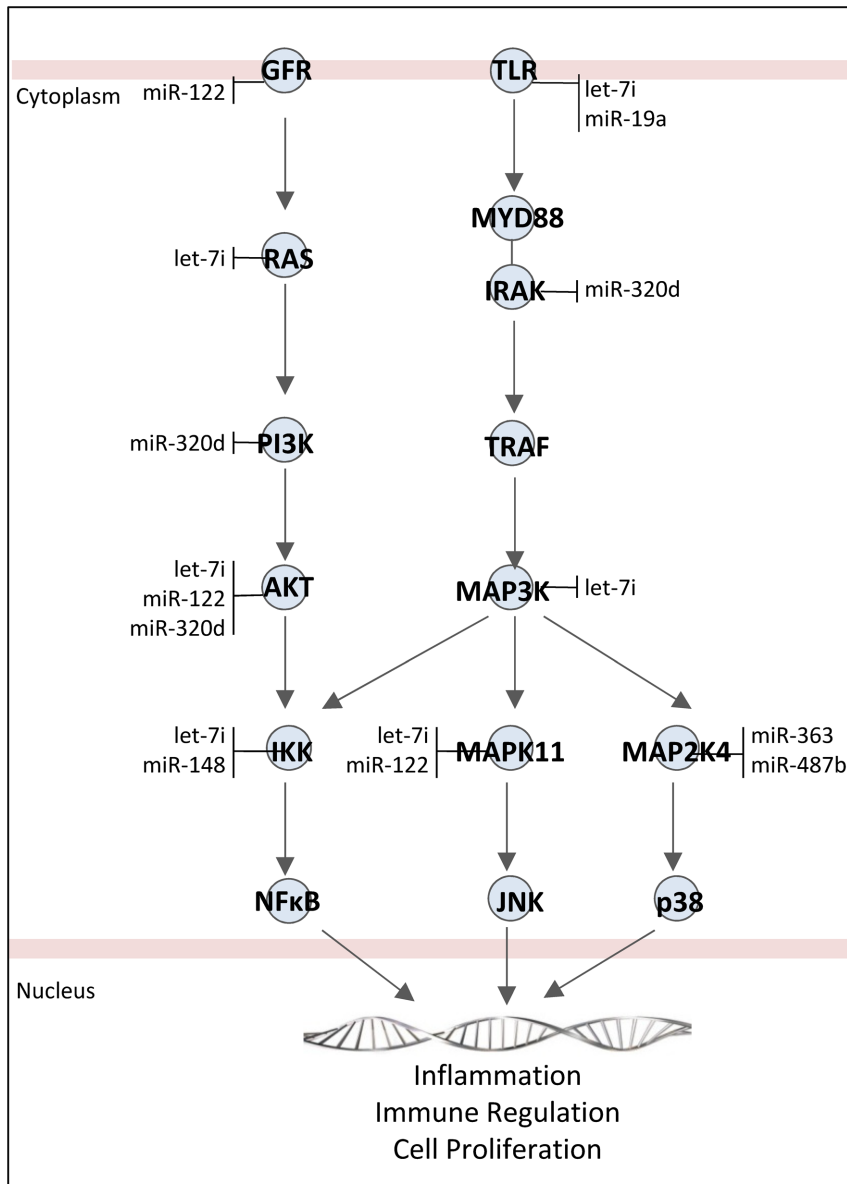 GFR
TLR
Cytoplasm
miR-122
let-7i
miR-19a
MYD88
let-7i
RAS
IRAK
miR-320d
miR-320d
PI3K
TRAF
let-7i
miR-122
miR-320d
AKT
MAP3K
let-7i
let-7i
miR-148
IKK
let-7i
miR-122
MAPK11
MAP2K4
miR-363
miR-487b
NFκB
JNK
p38
Nucleus
Inflammation
Immune Regulation
Cell Proliferation